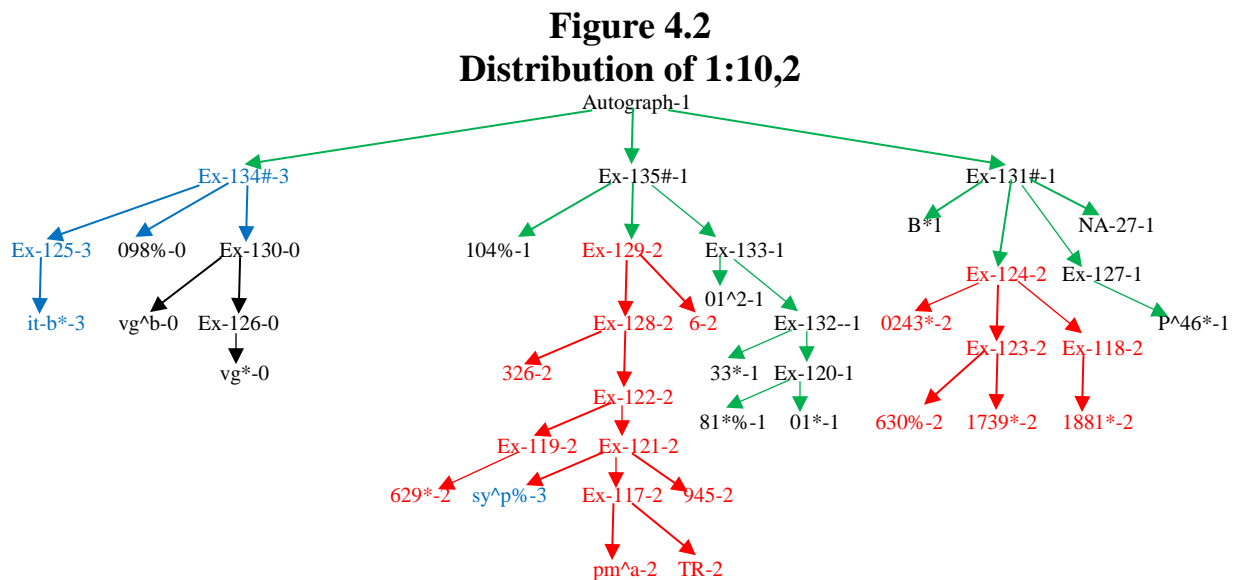 Figure 4.2
Distribution of 1:10,2
Autograph-1
Ex-134#-3 Ex-135#-1 Ex-131#-1
B*1 NA-27-1
Ex-125-3 098%-0 Ex-130-0 104%-1 Ex-129-2 Ex-133-1
Ex-124-2 Ex-127-1
01^2-1
it-b*-3 vg^b-0 Ex-126-0 Ex-128-2 6-2 Ex-132--1 0243*-2 P^46*-1
Ex-123-2 Ex-118-2
vg*-0 326-2 33*-1 Ex-120-1
Ex-122-2
81*%-1 01*-1 630%-2 1739*-2 1881*-2
Ex-119-2 Ex-121-2
629*-2 sy^p%-3 Ex-117-2 945-2
pm^a-2 TR-2